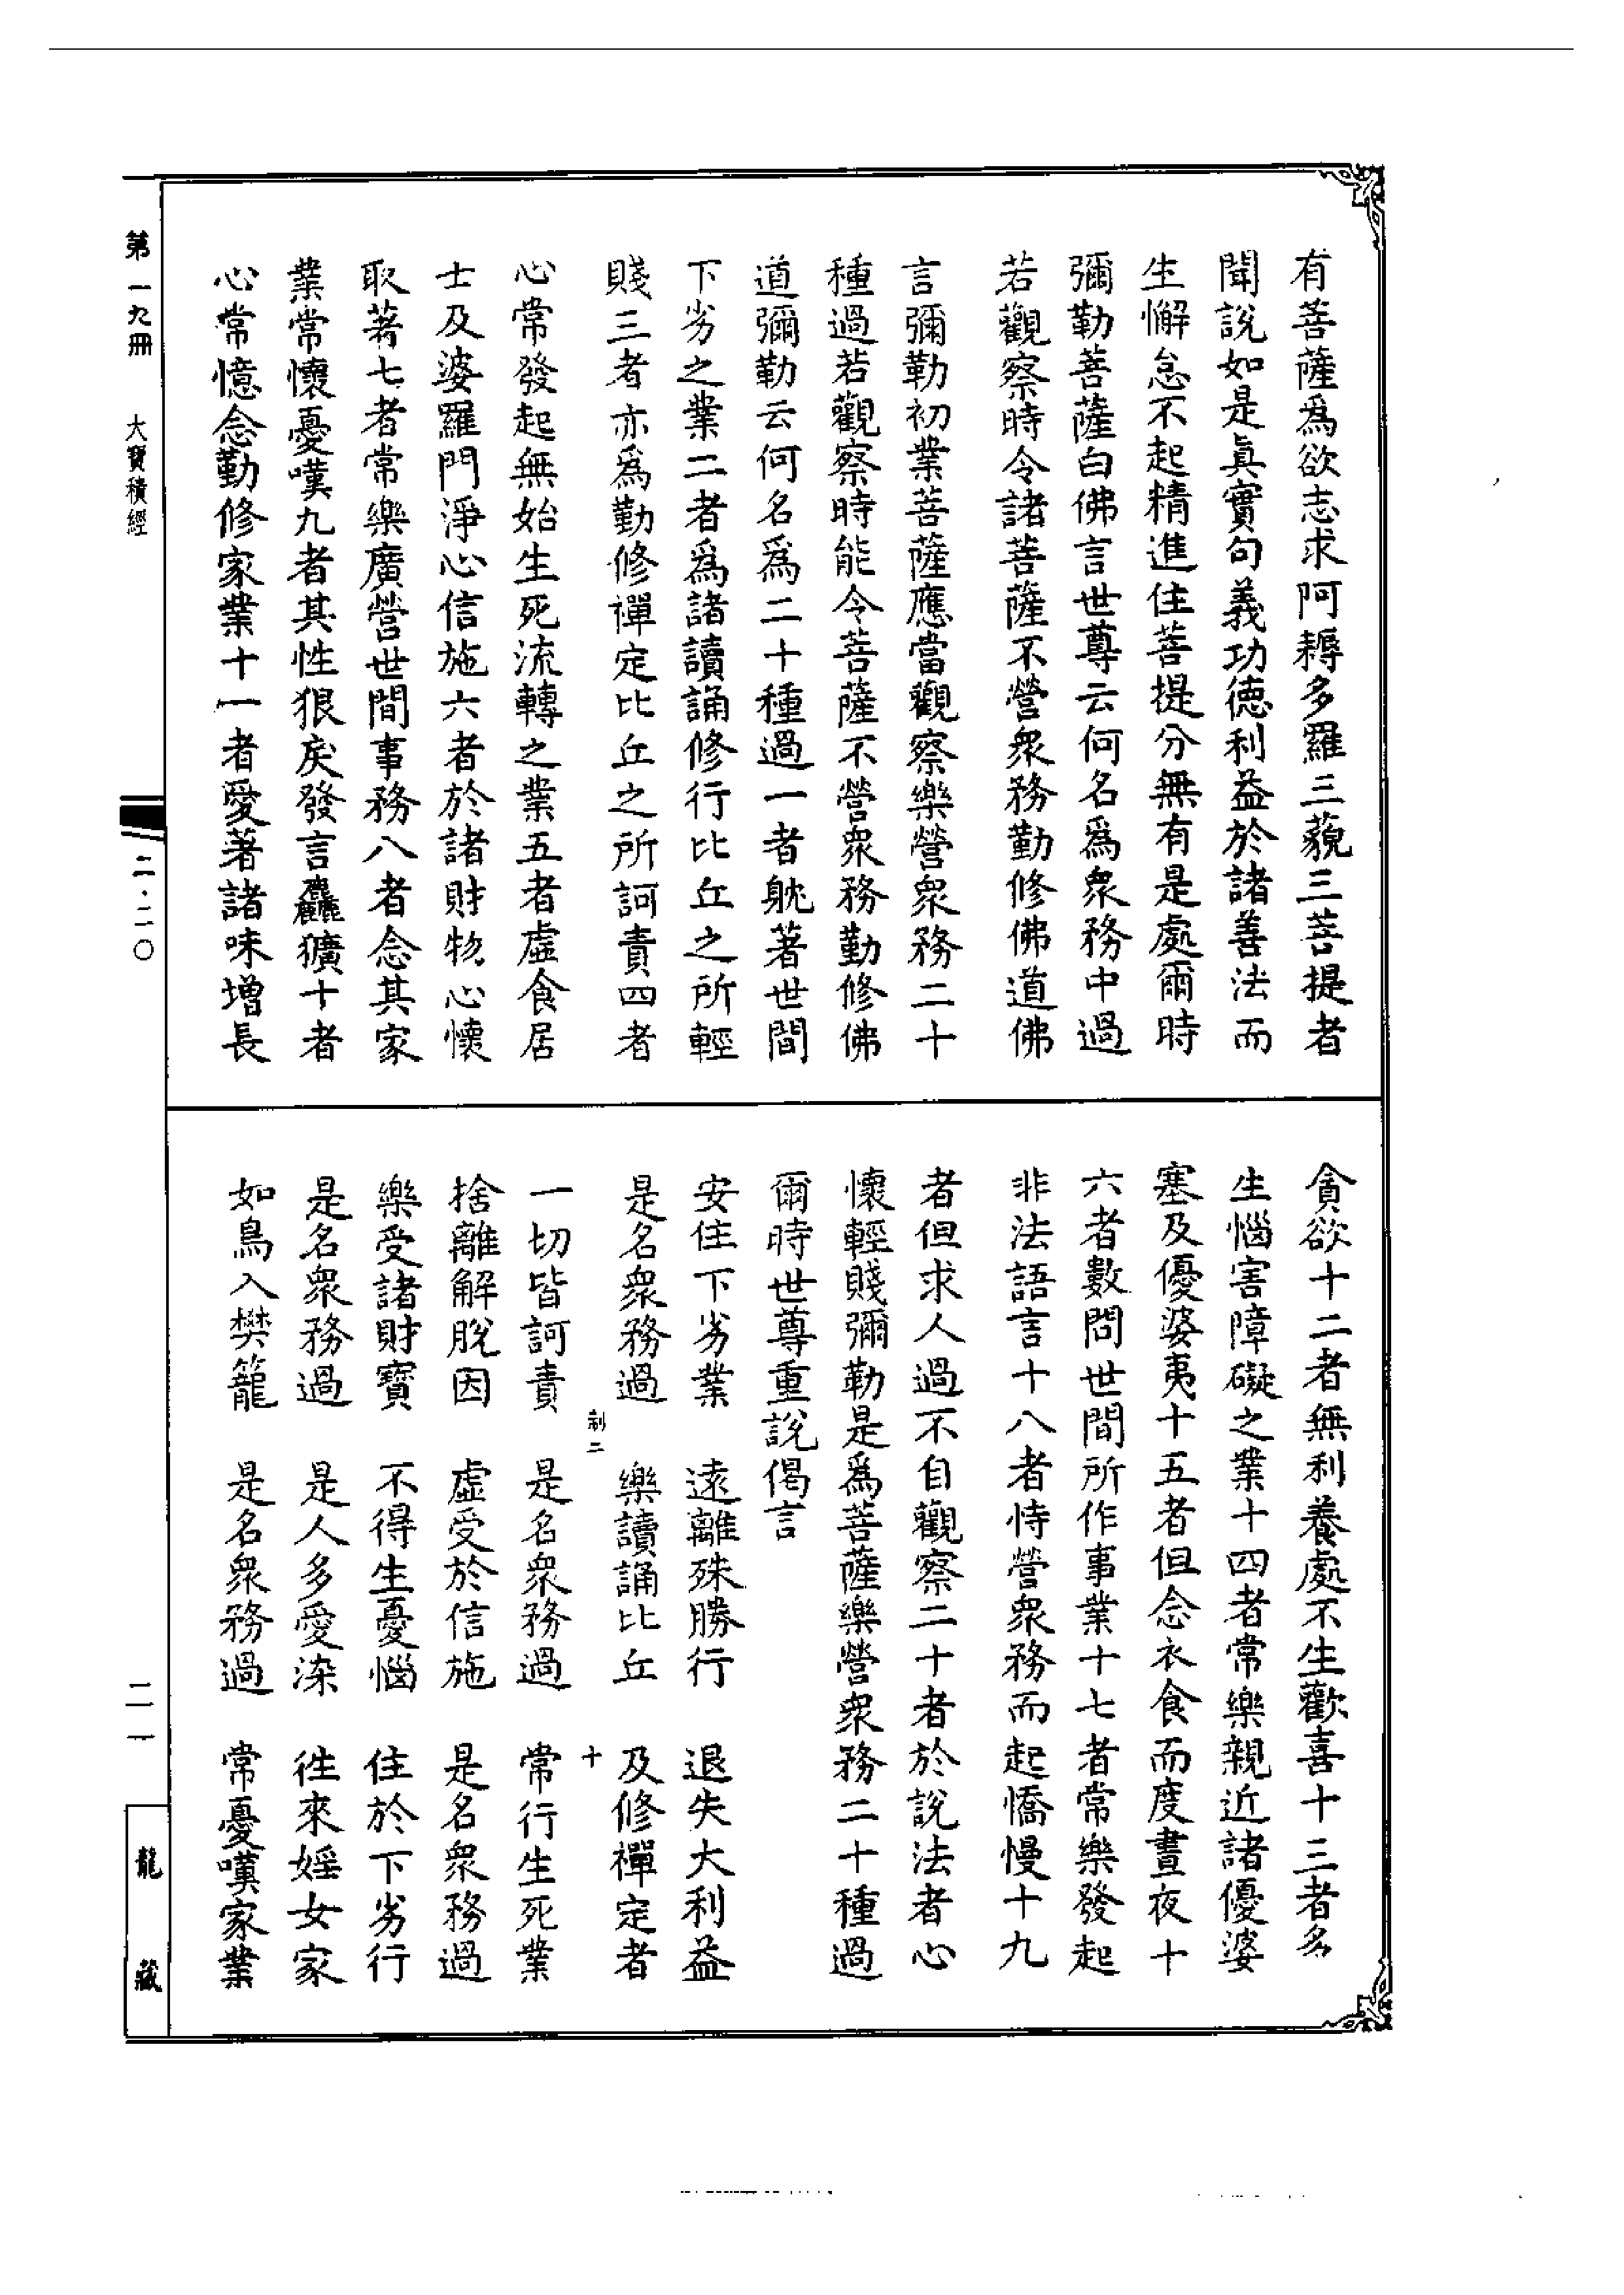 有菩薩為欲志求阿耨多羅三藐三菩提者
聞說如是眞實句義功德利益於諸善法而
生懈怠不起精進住菩提分無有是處爾時
彌勒菩薩白佛言世尊云何名為衆務中過
若觀察時令諸菩薩不營衆務勤修佛道佛
言彌勒初業菩薩應當觀察樂營衆務二十
種過若觀察時能令菩薩不營衆務勤修佛
道彌勒云何名為二十種過一者躭著世間
下劣之業二者為諸讀誦修行比丘之所輕
賤三者亦為勤修禪定比丘之所訶責四者
心常發起無始生死流轉之業五者虛食居
士及婆羅門淨心信施六者於諸財物心懷
取著七者常樂廣營世間事務八者念其家
業常懷憂嘆九者其性狠戾發言麤獷十者
心常憶念勤修家業十一者愛著諸味增長
貪欲十二者無利養處不生歡喜十三者多
生惱害障礙之業十四者常樂親近諸優婆
塞及優婆夷十五者但念衣食而度晝夜十
六者數問世間所作事業十七者常樂發起
非法語言十八者恃營衆務而起憍慢十九
者但求人過不自觀察二十者於說法者心
懷輕賤彌勒是為菩薩樂營衆務二十種過
爾時世尊重說偈言
安住下劣業　遠離殊勝行　退失大利益
是名衆務過　樂讀誦比丘　及修禪定者
制二　十
一切皆訶責　是名衆務過　常行生死業
捨離解脫因　虛受於信施　是名衆務過
樂受諸財寶　不得生憂惱　住於下劣行
是名衆務過　是人多愛染　往來婬女家
如鳥入樊籠　是名衆務過　常憂嘆家業
第一九冊　大寶積經　二·二〇　二一　龍藏